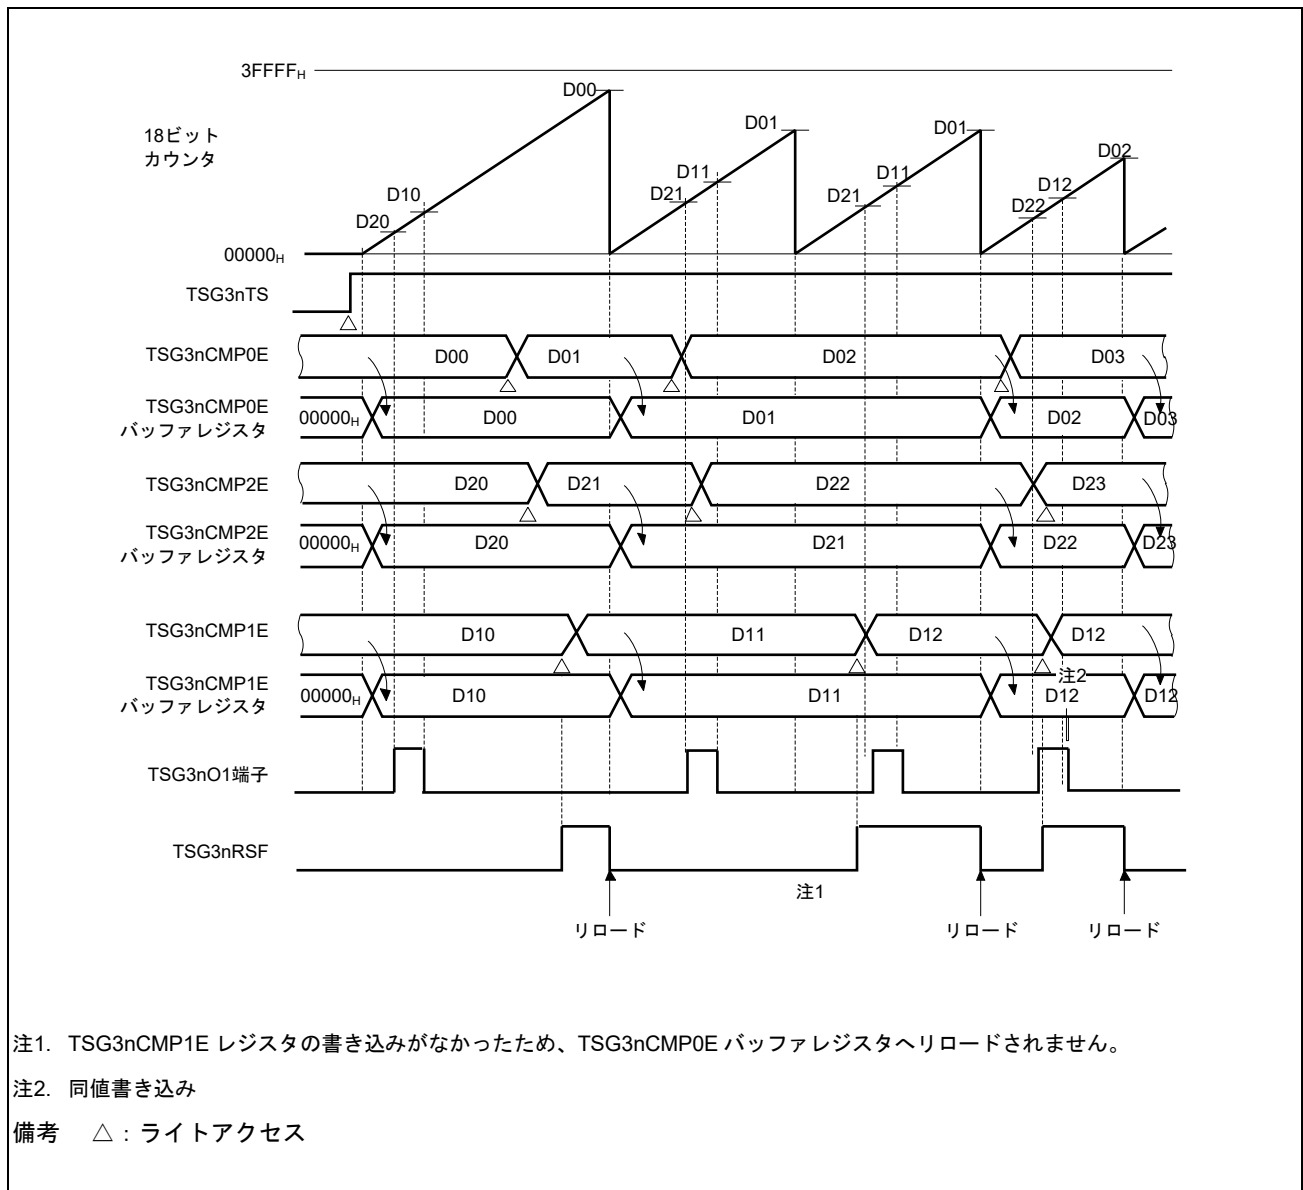 3FFFFH
D00
D01
D01
D02
18ビット
カウンタ
D10
D20
D11
D21
D11
D21
D12
D22
00000H
TSG3nTS
△
TSG3nCMP0E
D00
D01
D02
D03
△
△
△
TSG3nCMP0E
バッファレジスタ
00000H
D00
D01
D02
D03
TSG3nCMP2E
D20
D21
D22
D23
△
△
△
TSG3nCMP2E
バッファレジスタ
00000H
D20
D21
D22
D23
TSG3nCMP1E
D10
D11
D12
D12
△
△
△
注2
TSG3nCMP1E
バッファレジスタ
00000H
D10
D11
D12
D12
TSG3nO1端子
TSG3nRSF
注1
リロード
リロード
リロード
注1. TSG3nCMP1E レジスタの書き込みがなかったため、TSG3nCMP0E バッファレジスタへリロードされません。
注2. 同値書き込み
備考 △：ライトアクセス